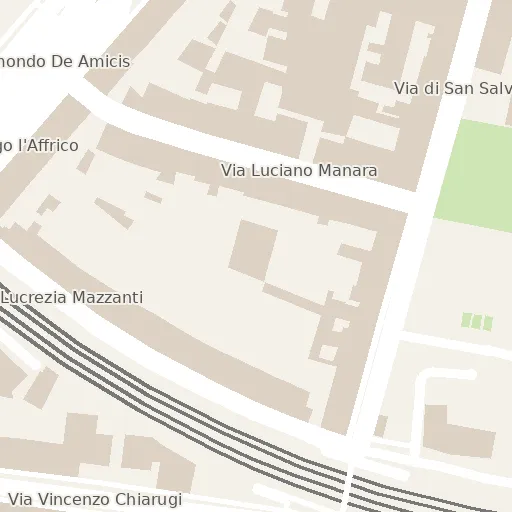 mondo De Amicis
Via di San Salv
go l'Affrico
Via Luciano Manara
Lucrezia Mazzanti
Via Vincenzo Chiarugi